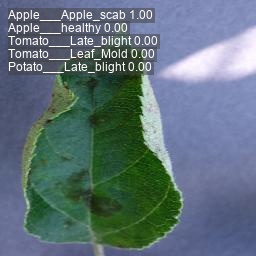 Apple___Apple_scab 1.00
Apple___healthy 0.00
Tomato___Late_blight 0.00
Tomato___Leaf_Mold 0.00
Potato___Late_blight 0.00